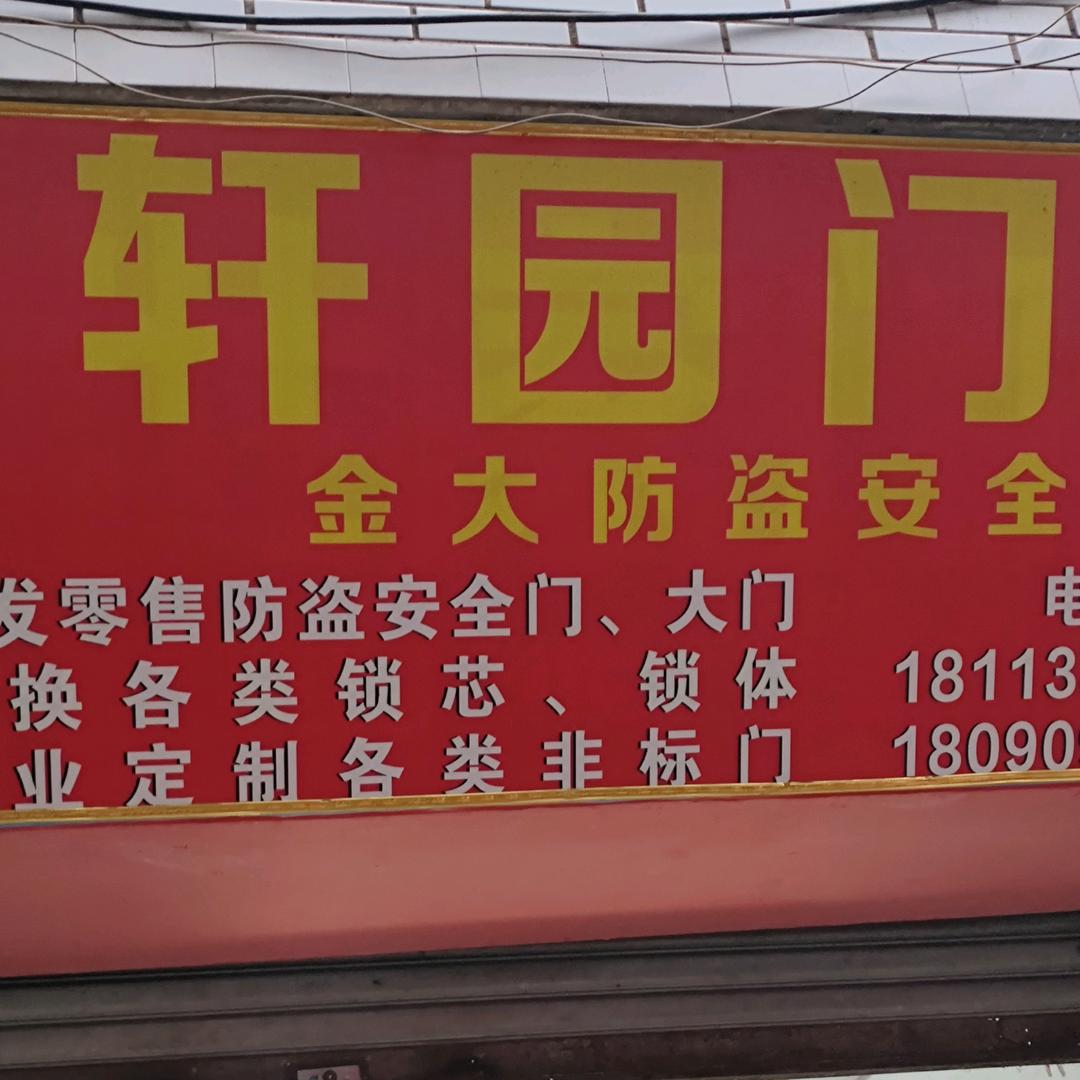 轩园门
金大防盗安全
发零售防盗安全门、大门 电
换各类锁芯、锁体 18113
业定制各类非标门 18090